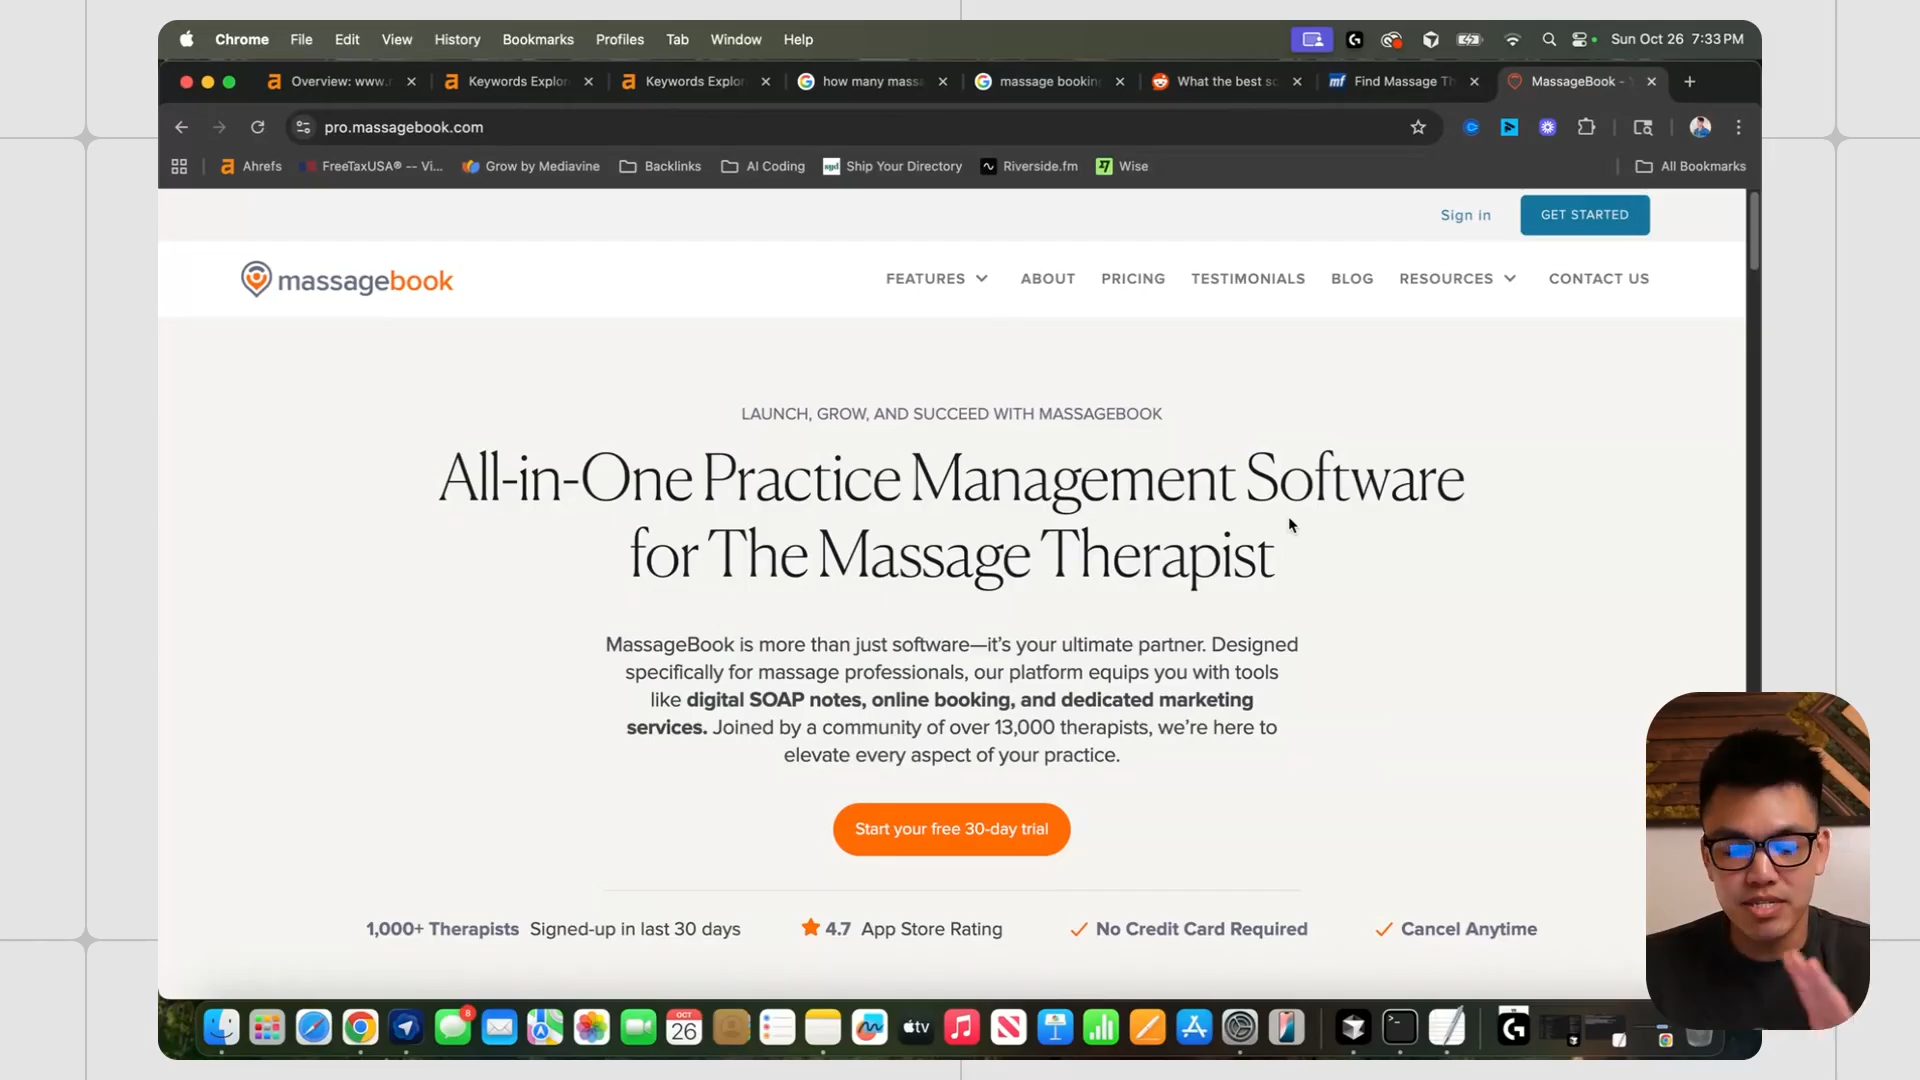 Chrome File Edit View History Bookmarks Profiles Tab Window Help Sun Oct 26 7:33 PM
Overview: www. Keywords Explor Keywords Explor how many mass massage booking What the best so Find Massage Th MassageBook -
pro.massagebook.com
Ahrefs FreeTaxUSA® -- Vi... Grow by Mediavine Backlinks AI Coding Ship Your Directory Riverside.fm Wise All Bookmarks
Sign in GET STARTED
massagebook FEATURES ABOUT PRICING TESTIMONIALS BLOG RESOURCES CONTACT US
LAUNCH, GROW, AND SUCCEED WITH MASSAGEBOOK
All-in-One Practice Management Software
for The Massage Therapist
MassageBook is more than just software—it's your ultimate partner. Designed
specifically for massage professionals, our platform equips you with tools
like digital SOAP notes, online booking, and dedicated marketing
services. Joined by a community of over 13,000 therapists, we're here to
elevate every aspect of your practice.
Start your free 30-day trial
1,000+ Therapists Signed-up in last 30 days 4.7 App Store Rating No Credit Card Required Cancel Anytime
8
OCT
26
tv